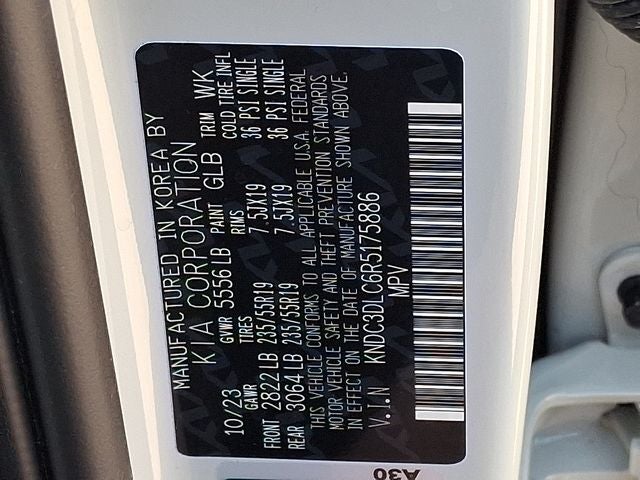 MANUFACTURED IN KOREA BY
KIA CORPORATION
10/23 GVWR 5556 LB PAINT GLB TRIM WK
GAWR TIRES RIMS COLD TIRE INFL
FRONT 2822 LB 235/55R19 7.5JX19 36 PSI SINGLE
REAR 3064 LB 235/55R19 7.5JX19 36 PSI SINGLE
THIS VEHICLE CONFORMS TO ALL APPLICABLE U.S.A. FEDERAL
MOTOR VEHICLE SAFETY AND THEFT PREVENTION STANDARDS
IN EFFECT ON THE DATE OF MANUFACTURE SHOWN ABOVE.
V.I.N KNDC3DLC6R5175886
MPV
A30